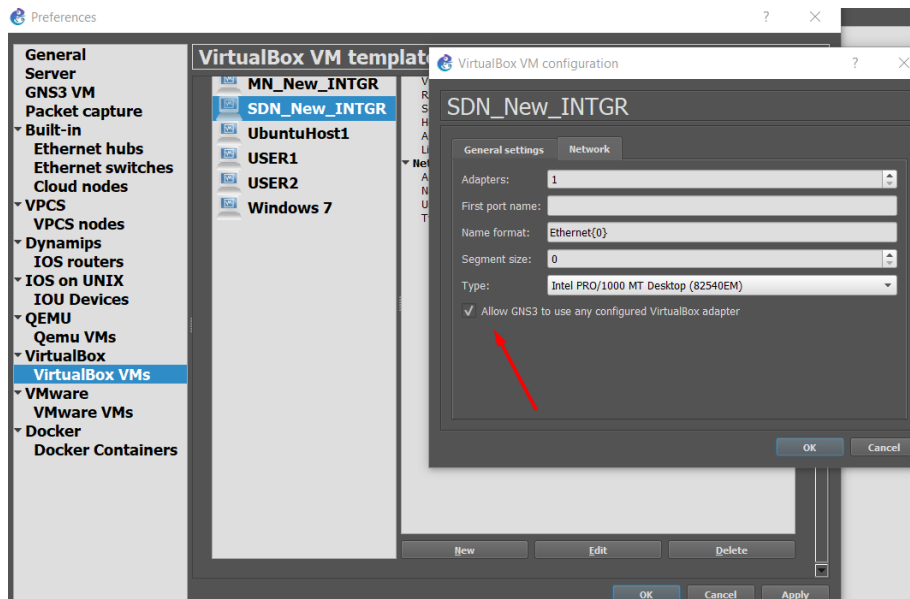 Preferences
General
Server
GNS3 VM
Packet capture
Built-in
Ethernet hubs
Ethernet switches
Cloud nodes
VPCS
VPCS nodes
Dynamips
IOS routers
IOS on UNIX
IOU Devices
QEMU
Qemu VMs
VirtualBox
VirtualBox VMs
VMware
VMware VMs
Docker
Docker Containers
VirtualBox VM templat
MN_New_INTGR
SDN_New_INTGR
UbuntuHost1
USER1
USER2
Windows 7
V
R
S
H
A
Li
Net
A
N
U
T
New
Edit
Delete
OK
Cancel
Apply
VirtualBox VM configuration
SDN_New_INTGR
General settings
Network
Adapters:
1
First port name:
Name format:
Ethernet{0}
Segment size:
0
Type:
Intel PRO/1000 MT Desktop (82540EM)
Allow GNS3 to use any configured VirtualBox adapter
OK
Cancel